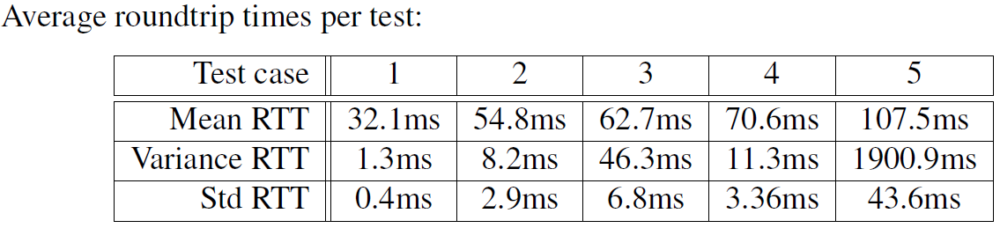 Average roundtrip times per test:
Test case 1 2 3 4 5
Mean RTT 32.1ms 54.8ms 62.7ms 70.6ms 107.5ms
Variance RTT 1.3ms 8.2ms 46.3ms 11.3ms 1900.9ms
Std RTT 0.4ms 2.9ms 6.8ms 3.36ms 43.6ms